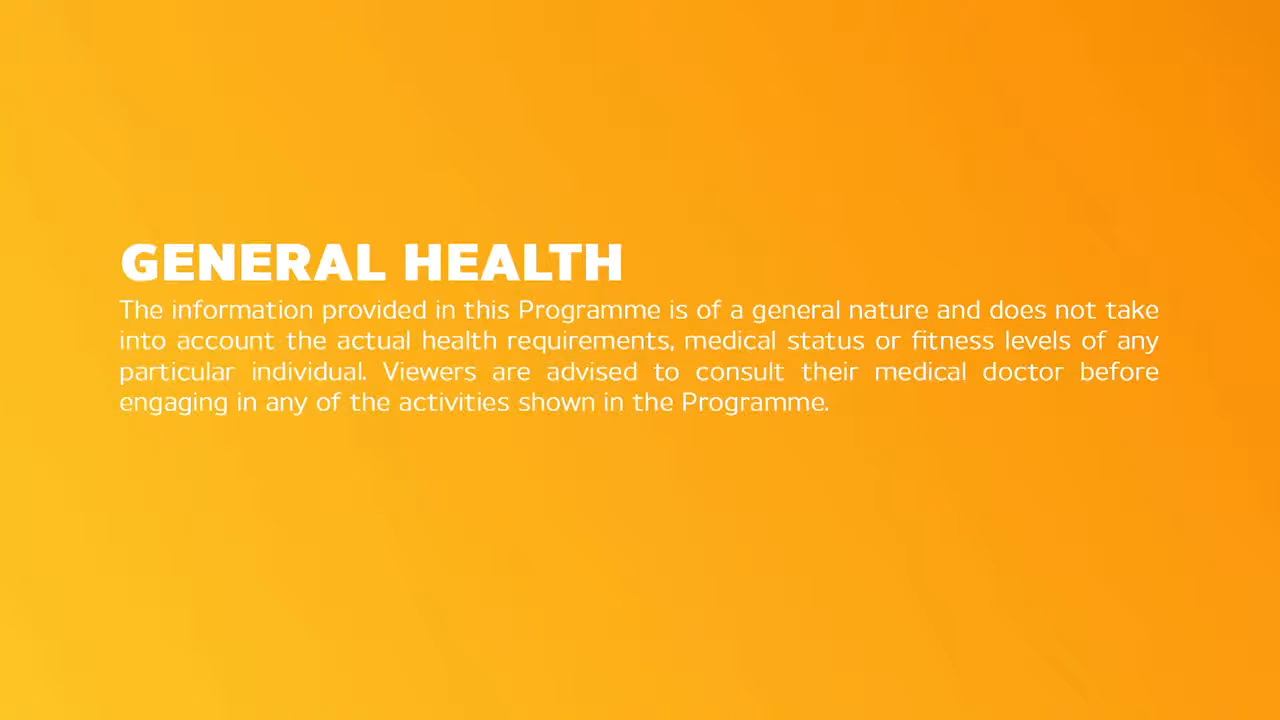 GENERAL HEALTH
The information provided in this Programme is of a general nature and does not take
into account the actual health requirements, medical status or fitness levels of any
particular individual. Viewers are advised to consult their medical doctor before
engaging in any of the activities shown in the Programme.